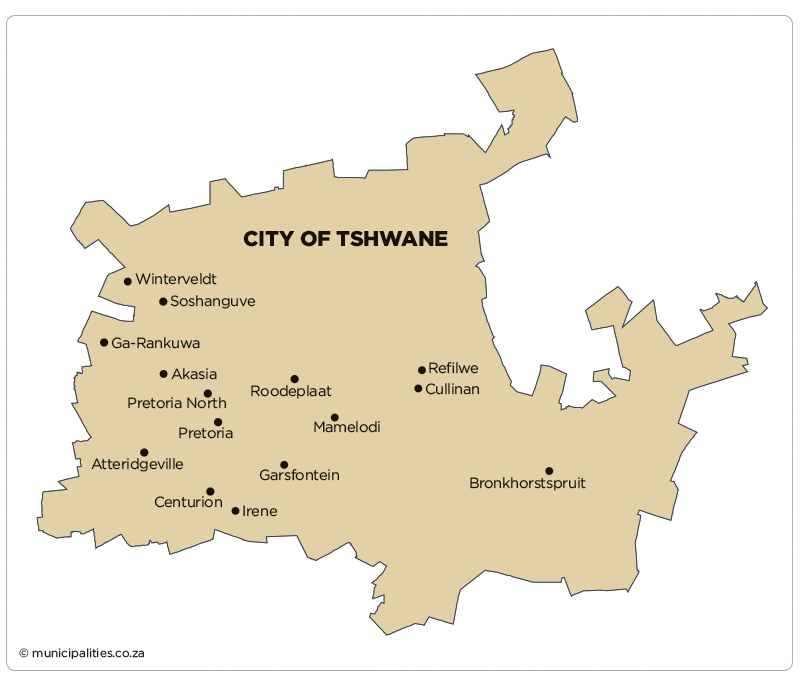 CITY OF TSHWANE
Winterveldt
Soshanguve
Ga-Rankuwa
Akasia
Refilwe
Roodeplaat
Cullinan
Pretoria North
Mamelodi
Pretoria
Atteridgeville
Garsfontein
Bronkhorstspruit
Centurion
Irene
© municipalities.co.za